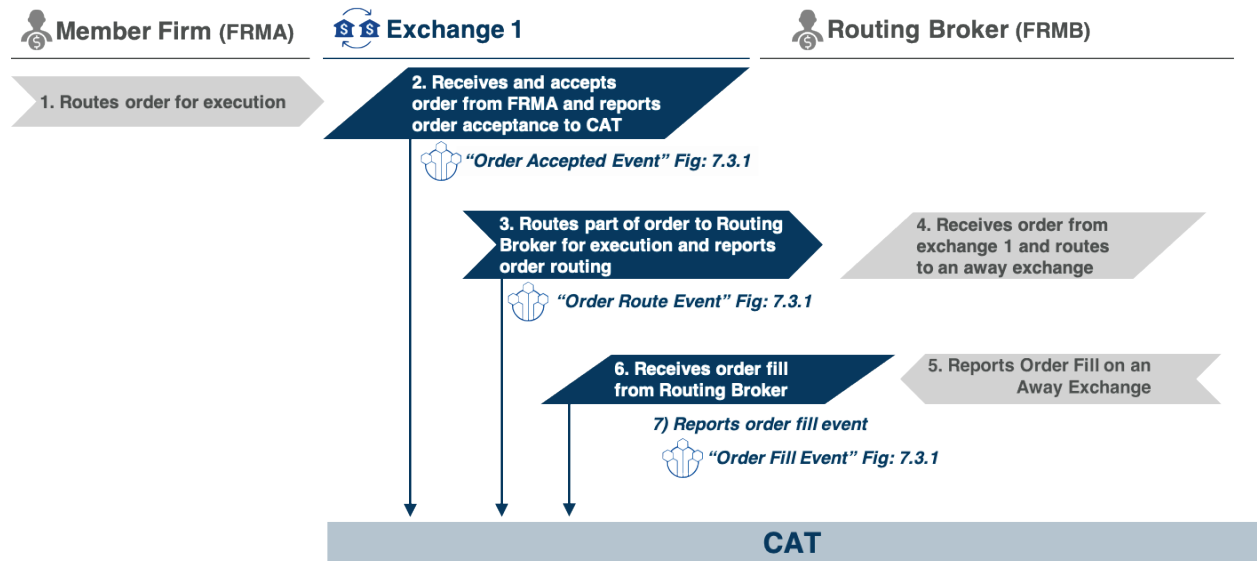 Member Firm (FRMA)
Exchange 1
Routing Broker (FRMB)
1. Routes order for execution
2. Receives and accepts
order from FRMA and reports
order acceptance to CAT
“Order Accepted Event” Fig: 7.3.1
3. Routes part of order to Routing
Broker for execution and reports
order routing
4. Receives order from
exchange 1 and routes
to an away exchange
“Order Route Event” Fig: 7.3.1
6. Receives order fill
from Routing Broker
5. Reports Order Fill on an
Away Exchange
7) Reports order fill event
“Order Fill Event” Fig: 7.3.1
CAT